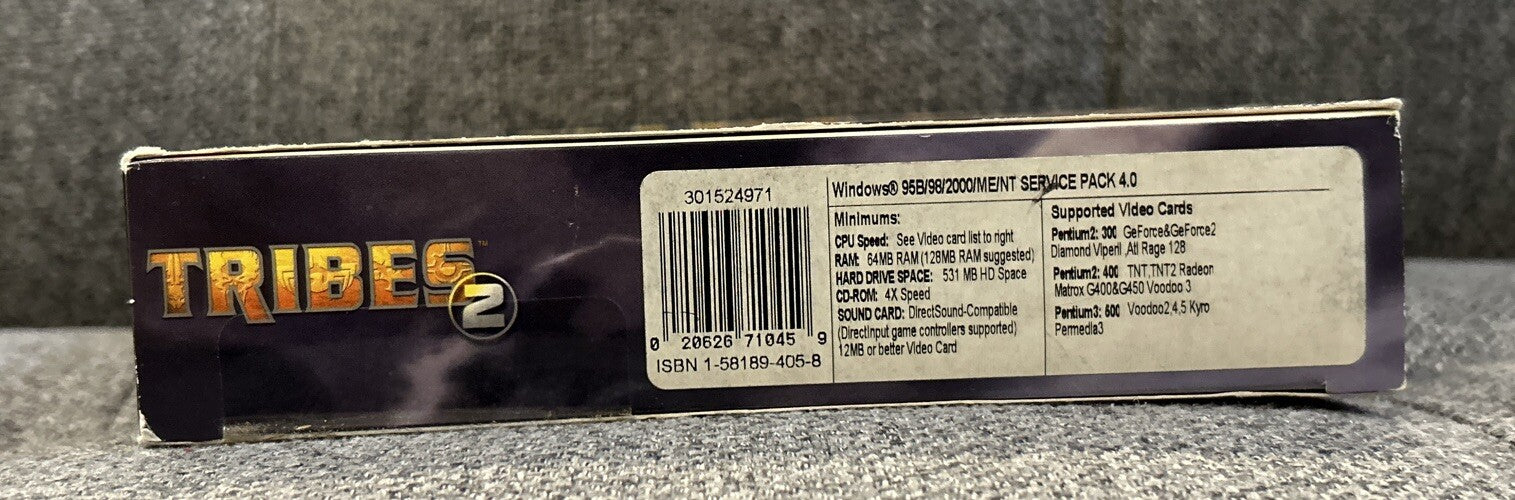 TRIBES™
2
301524971
0 20626 71045 9
ISBN 1-58189-405-8
Windows® 95B/98/2000/ME/NT SERVICE PACK 4.0
Minimums:
CPU Speed: See Video card list to right
RAM: 64MB RAM (128MB RAM suggested)
HARD DRIVE SPACE: 531 MB HD Space
CD-ROM: 4X Speed
SOUND CARD: DirectSound-Compatible
(DirectInput game controllers supported)
12MB or better Video Card
Supported Video Cards
Pentium2: 300 GeForce&GeForce2
Diamond ViperII, Ati Rage 128
Pentium2: 400 TNT,TNT2 Radeon
Matrox G400&G450 Voodoo 3
Pentium3: 500 Voodoo2,4,5 Kyro
Permedia3